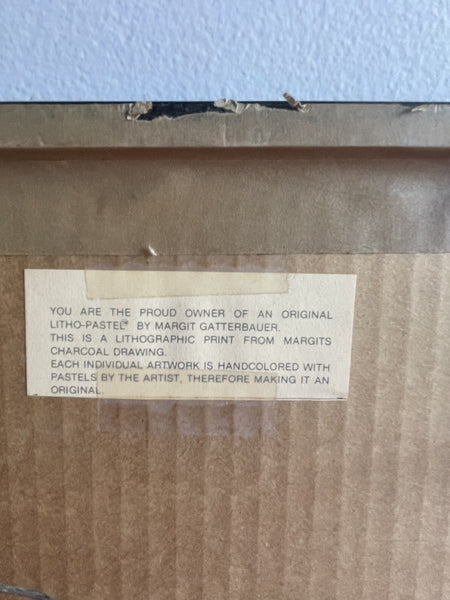 YOU ARE THE PROUD OWNER OF AN ORIGINAL
LITHO-PASTEL® BY MARGIT GATTERBAUER.
THIS IS A LITHOGRAPHIC PRINT FROM MARGITS
CHARCOAL DRAWING.
EACH INDIVIDUAL ARTWORK IS HANDCOLORED WITH
PASTELS BY THE ARTIST, THEREFORE MAKING IT AN
ORIGINAL.